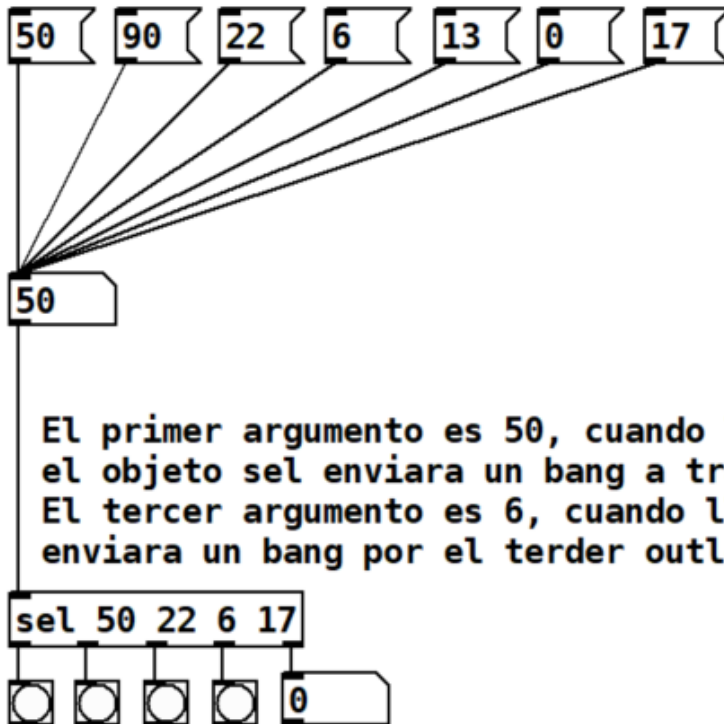 50 90 22 6 13 0 17
50
El primer argumento es 50, cuando
el objeto sel enviara un bang a
El tercer argumento es 6, cuando
enviara un bang por el terder
sel 50 22 6 17
0